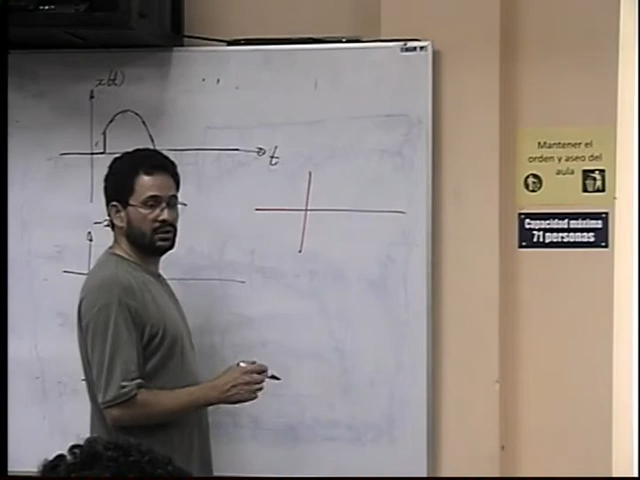 x(t)
t
Mantener el
orden y aseo del
aula
Capacidad máxima
71 personas